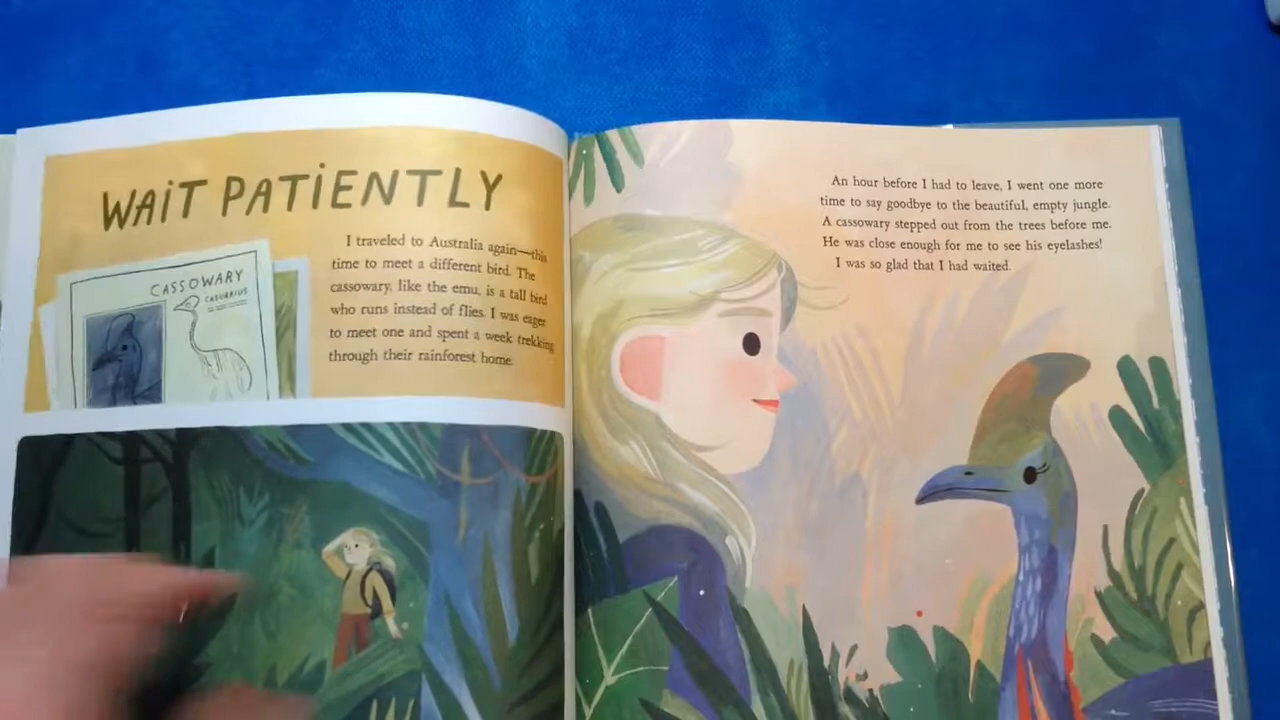 WAIT PATIENTLY
I traveled to Australia again—this
time to meet a different bird. The
cassowary, like the emu, is a tall bird
who runs instead of flies. I was eager
to meet one and spent a week trekking
through their rainforest home.
CASSOWARY
CASUARIUS
An hour before I had to leave, I went one more
time to say goodbye to the beautiful, empty jungle.
A cassowary stepped out from the trees before me.
He was close enough for me to see his eyelashes!
I was so glad that I had waited.